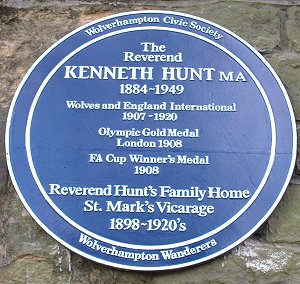 Wolverhampton Civic Society
The
Reverend
KENNETH HUNT MA
1884~1949
Wolves and England International
1907~1920
Olympic Gold Medal
London 1908
FA Cup Winner's Medal
1908
Reverend Hunt's Family Home
St. Mark's Vicarage
1898~1920's
Wolverhampton Wanderers